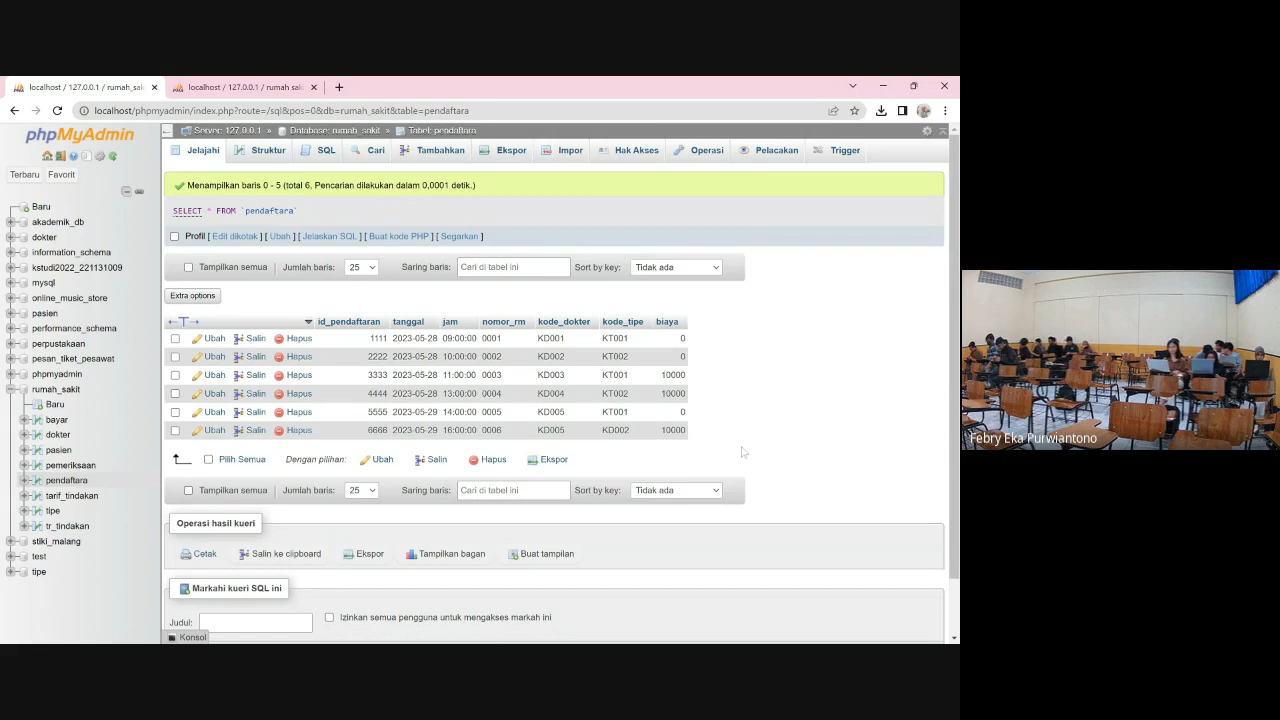 localhost / 127.0.0.1 / rumah_sak
localhost / 127.0.0.1 / rumah sakit
localhost/phpmyadmin/index.php?route=/sql&pos=0&db=rumah_sakit&table=pendaftara
phpMyAdmin
Terbaru Favorit
Baru
akademik_db
dokter
information_schema
kstudi2022_221131009
mysql
online_music_store
pasien
performance_schema
perpustakaan
pesan_tiket_pesawat
phpmyadmin
rumah_sakit
Baru
bayar
dokter
pasien
pemeriksaan
pendaftara
tarif_tindakan
tipe
tr_tindakan
stiki_malang
test
tipe
Server: 127.0.0.1 » Database: rumah_sakit » Tabel: pendaftara
Jelajahi Struktur SQL Cari Tambahkan Ekspor Impor Hak Akses Operasi Pelacakan Trigger
Menampilkan baris 0 - 5 (total 6, Pencarian dilakukan dalam 0,0001 detik.)
SELECT * FROM `pendaftara`
Profil [ Edit dikotak ] [ Ubah ] [ Jelaskan SQL ] [ Buat kode PHP ] [ Segarkan ]
Tampilkan semua | Jumlah baris: 25 Saring baris: Cari di tabel ini Sort by key: Tidak ada
Extra options
id_pendaftaran tanggal jam nomor_rm kode_dokter kode_tipe biaya
Ubah Salin Hapus 1111 2023-05-28 09:00:00 0001 KD001 KT001 0
Ubah Salin Hapus 2222 2023-05-28 10:00:00 0002 KD002 KT002 0
Ubah Salin Hapus 3333 2023-05-28 11:00:00 0003 KD003 KT001 10000
Ubah Salin Hapus 4444 2023-05-28 13:00:00 0004 KD004 KT002 10000
Ubah Salin Hapus 5555 2023-05-29 14:00:00 0005 KD005 KT001 0
Ubah Salin Hapus 6666 2023-05-29 16:00:00 0006 KD005 KD002 10000
Pilih Semua Dengan pilihan: Ubah Salin Hapus Ekspor
Tampilkan semua | Jumlah baris: 25 Saring baris: Cari di tabel ini Sort by key: Tidak ada
Operasi hasil kueri
Cetak Salin ke clipboard Ekspor Tampilkan bagan Buat tampilan
Markahi kueri SQL ini
Judul: Izinkan semua pengguna untuk mengakses markah ini
Konsol
Febry Eka Purwiantono